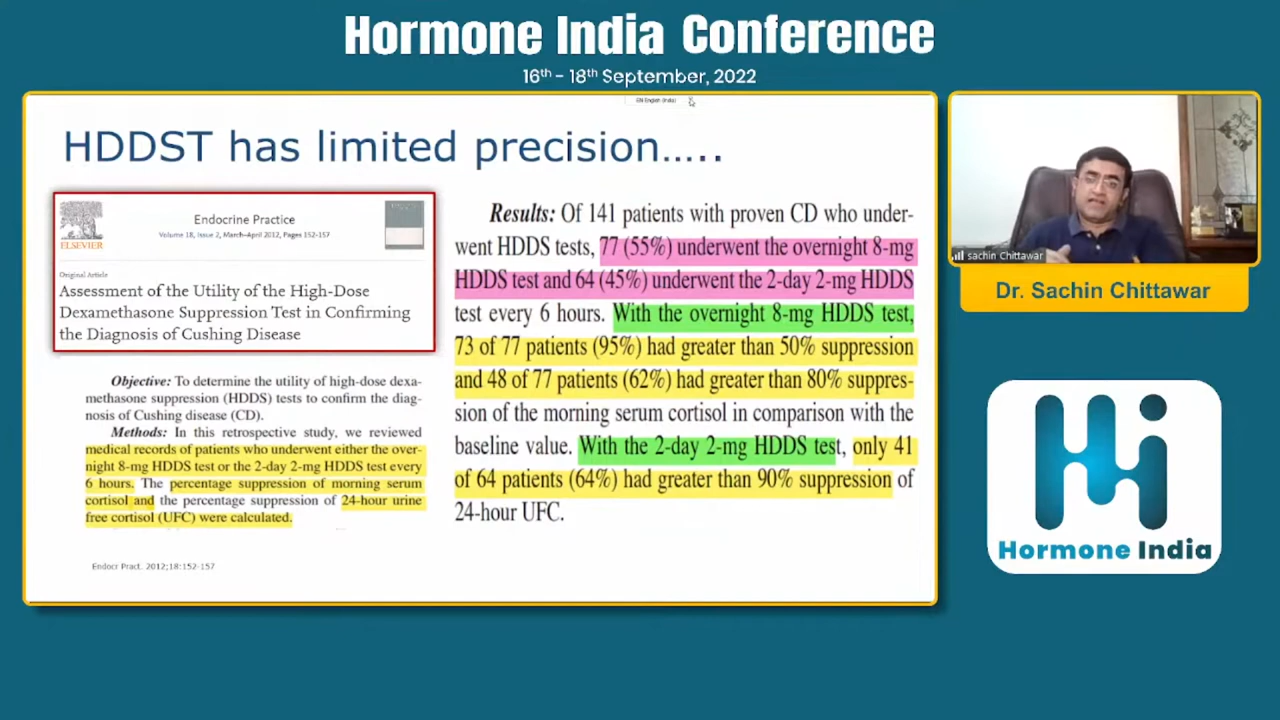 Hormone India Conference
16th - 18th September, 2022
EN English (India)
HDDST has limited precision…..
ELSEVIER
Endocrine Practice
Volume 18, Issue 2, March–April 2012, Pages 152-157
Original Article
Assessment of the Utility of the High-Dose
Dexamethasone Suppression Test in Confirming
the Diagnosis of Cushing Disease
Objective: To determine the utility of high-dose dexa-
methasone suppression (HDDS) tests to confirm the diag-
nosis of Cushing disease (CD).
Methods: In this retrospective study, we reviewed
medical records of patients who underwent either the over-
night 8-mg HDDS test or the 2-day 2-mg HDDS test every
6 hours. The percentage suppression of morning serum
cortisol and the percentage suppression of 24-hour urine
free cortisol (UFC) were calculated.
Endocr Pract. 2012;18:152-157
Results: Of 141 patients with proven CD who under-
went HDDS tests, 77 (55%) underwent the overnight 8-mg
HDDS test and 64 (45%) underwent the 2-day 2-mg HDDS
test every 6 hours. With the overnight 8-mg HDDS test,
73 of 77 patients (95%) had greater than 50% suppression
and 48 of 77 patients (62%) had greater than 80% suppres-
sion of the morning serum cortisol in comparison with the
baseline value. With the 2-day 2-mg HDDS test, only 41
of 64 patients (64%) had greater than 90% suppression of
24-hour UFC.
sachin Chittawar
Dr. Sachin Chittawar
Hormone India